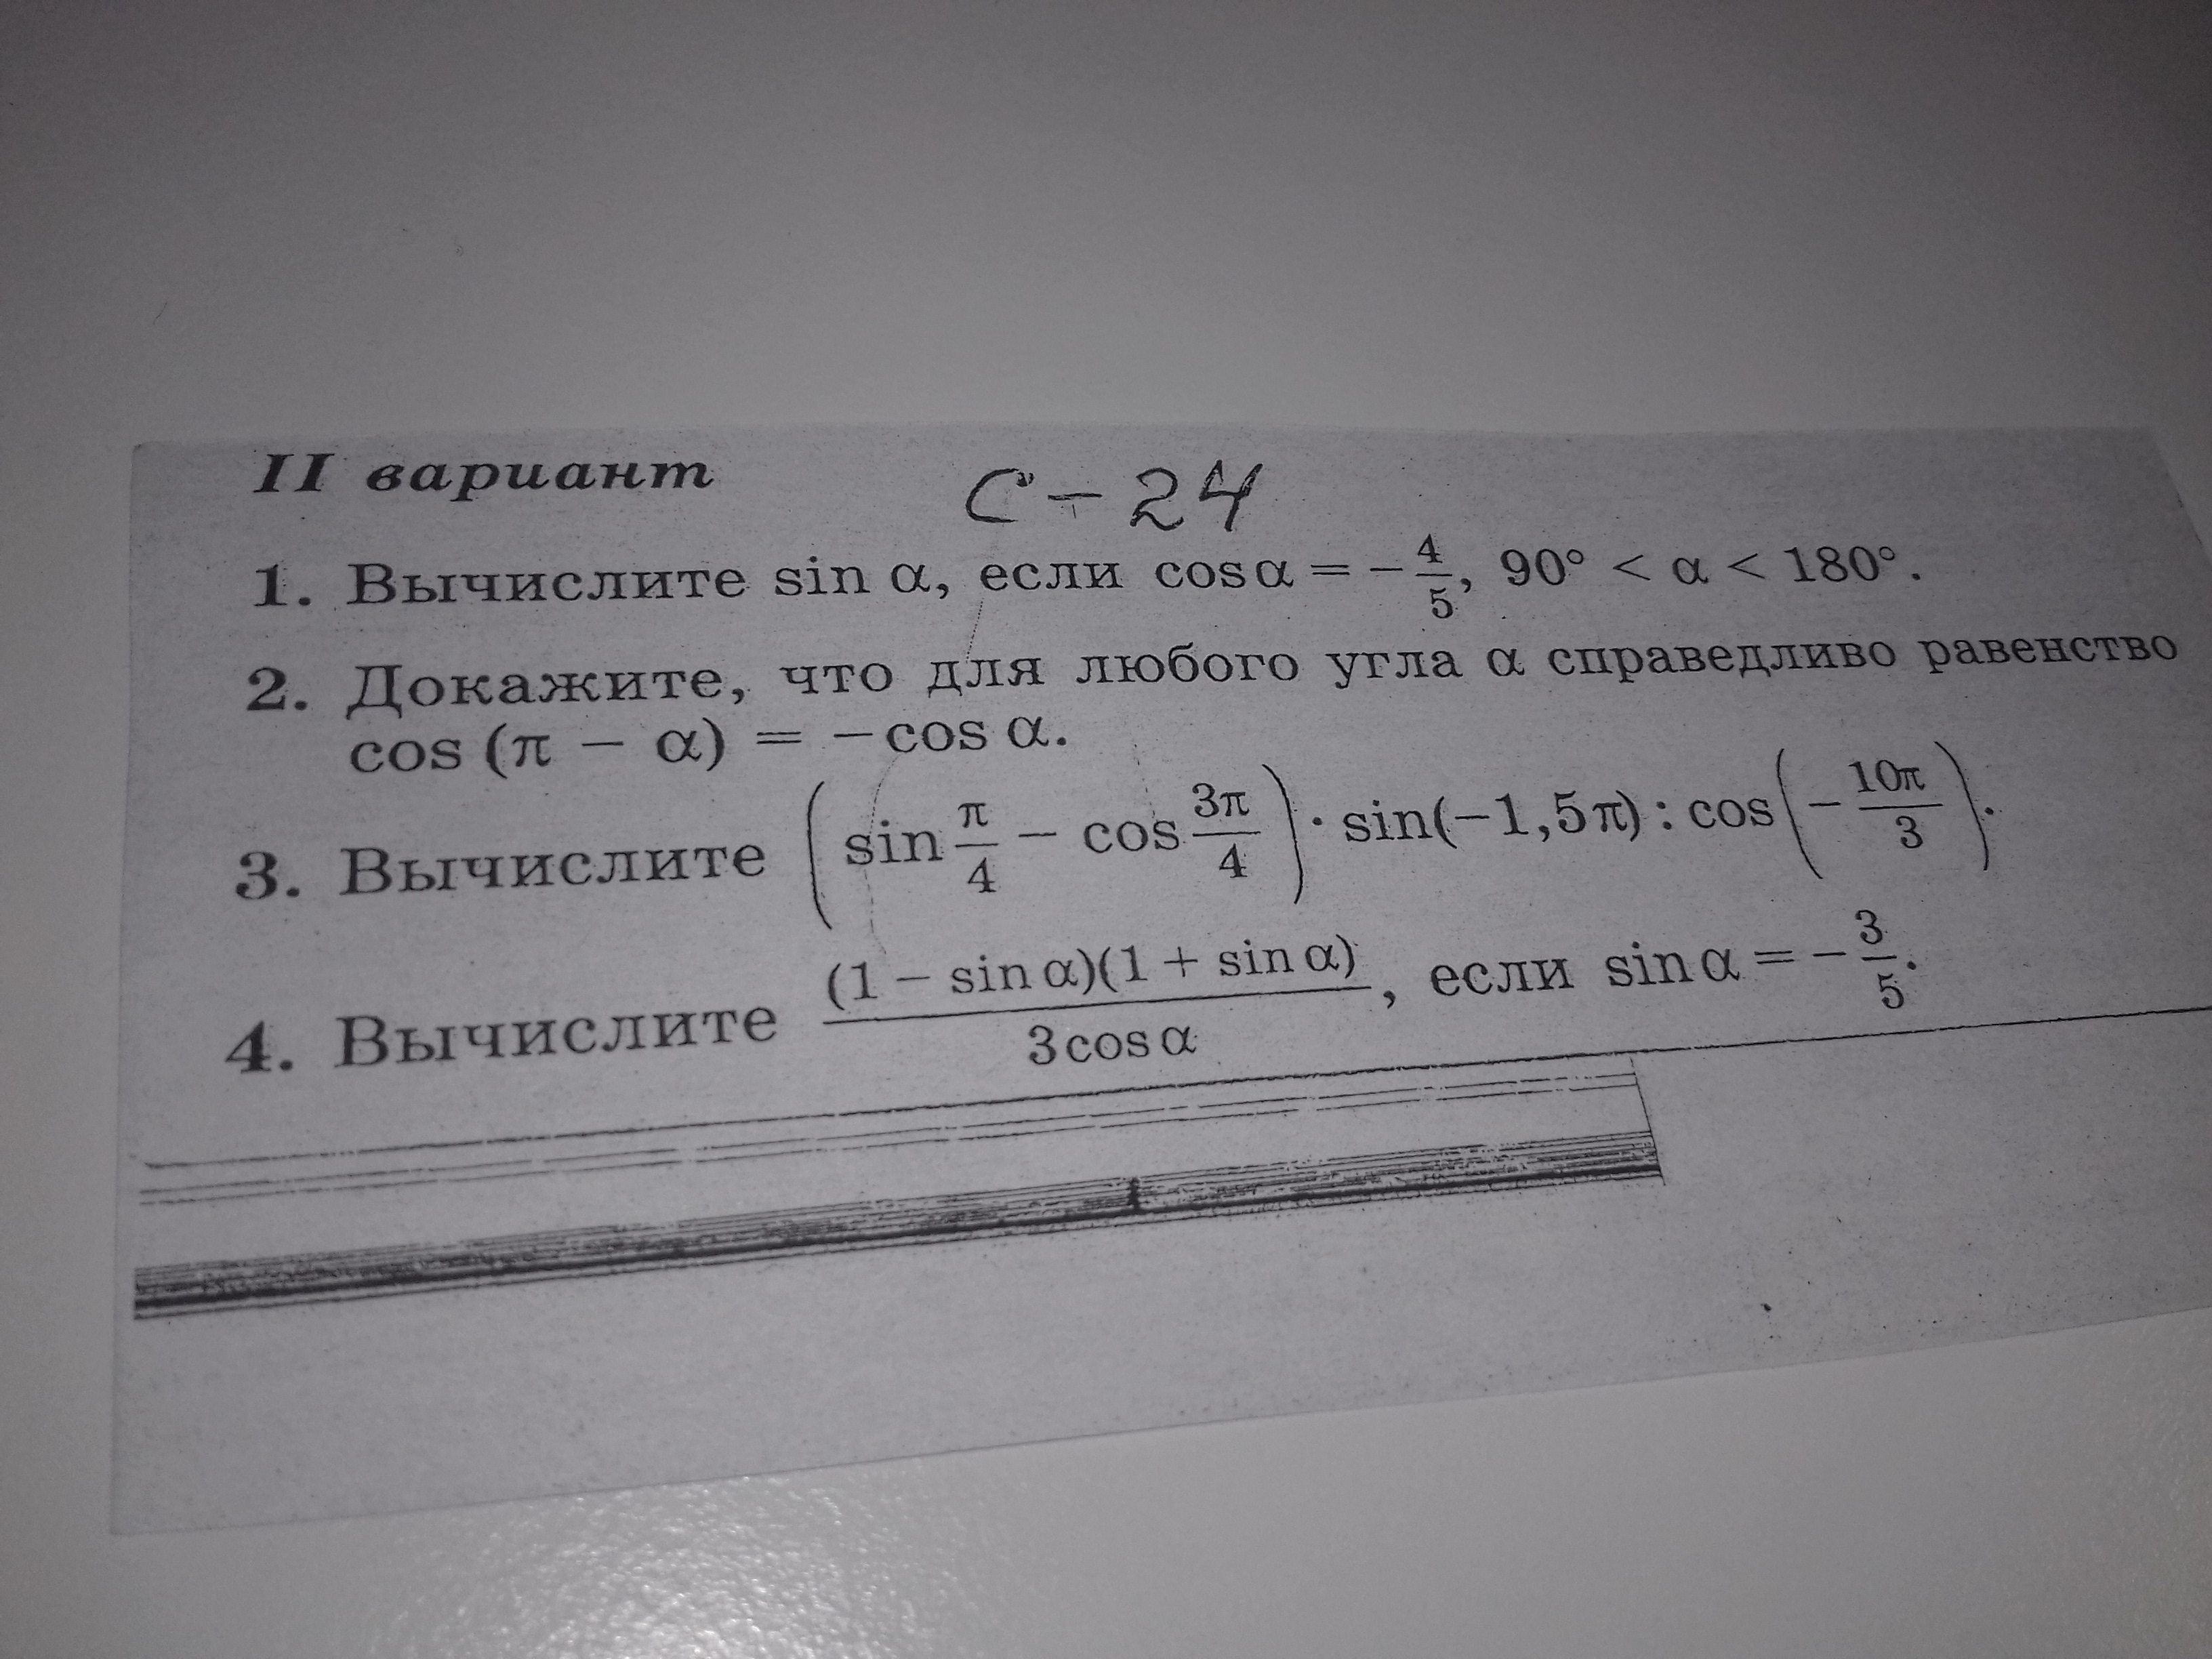 II вариант
С - 24
1. Вычислите sin α, если cos α = -4/5, 90° < α < 180°.
2. Докажите, что для любого угла α справедливо равенство
cos (π − α) = −cos α.
3. Вычислите (sin π/4 − cos 3π/4) · sin(−1,5π) : cos(−10π/3).
4. Вычислите (1 − sin α)(1 + sin α)/3 cos α, если sin α = −3/5.